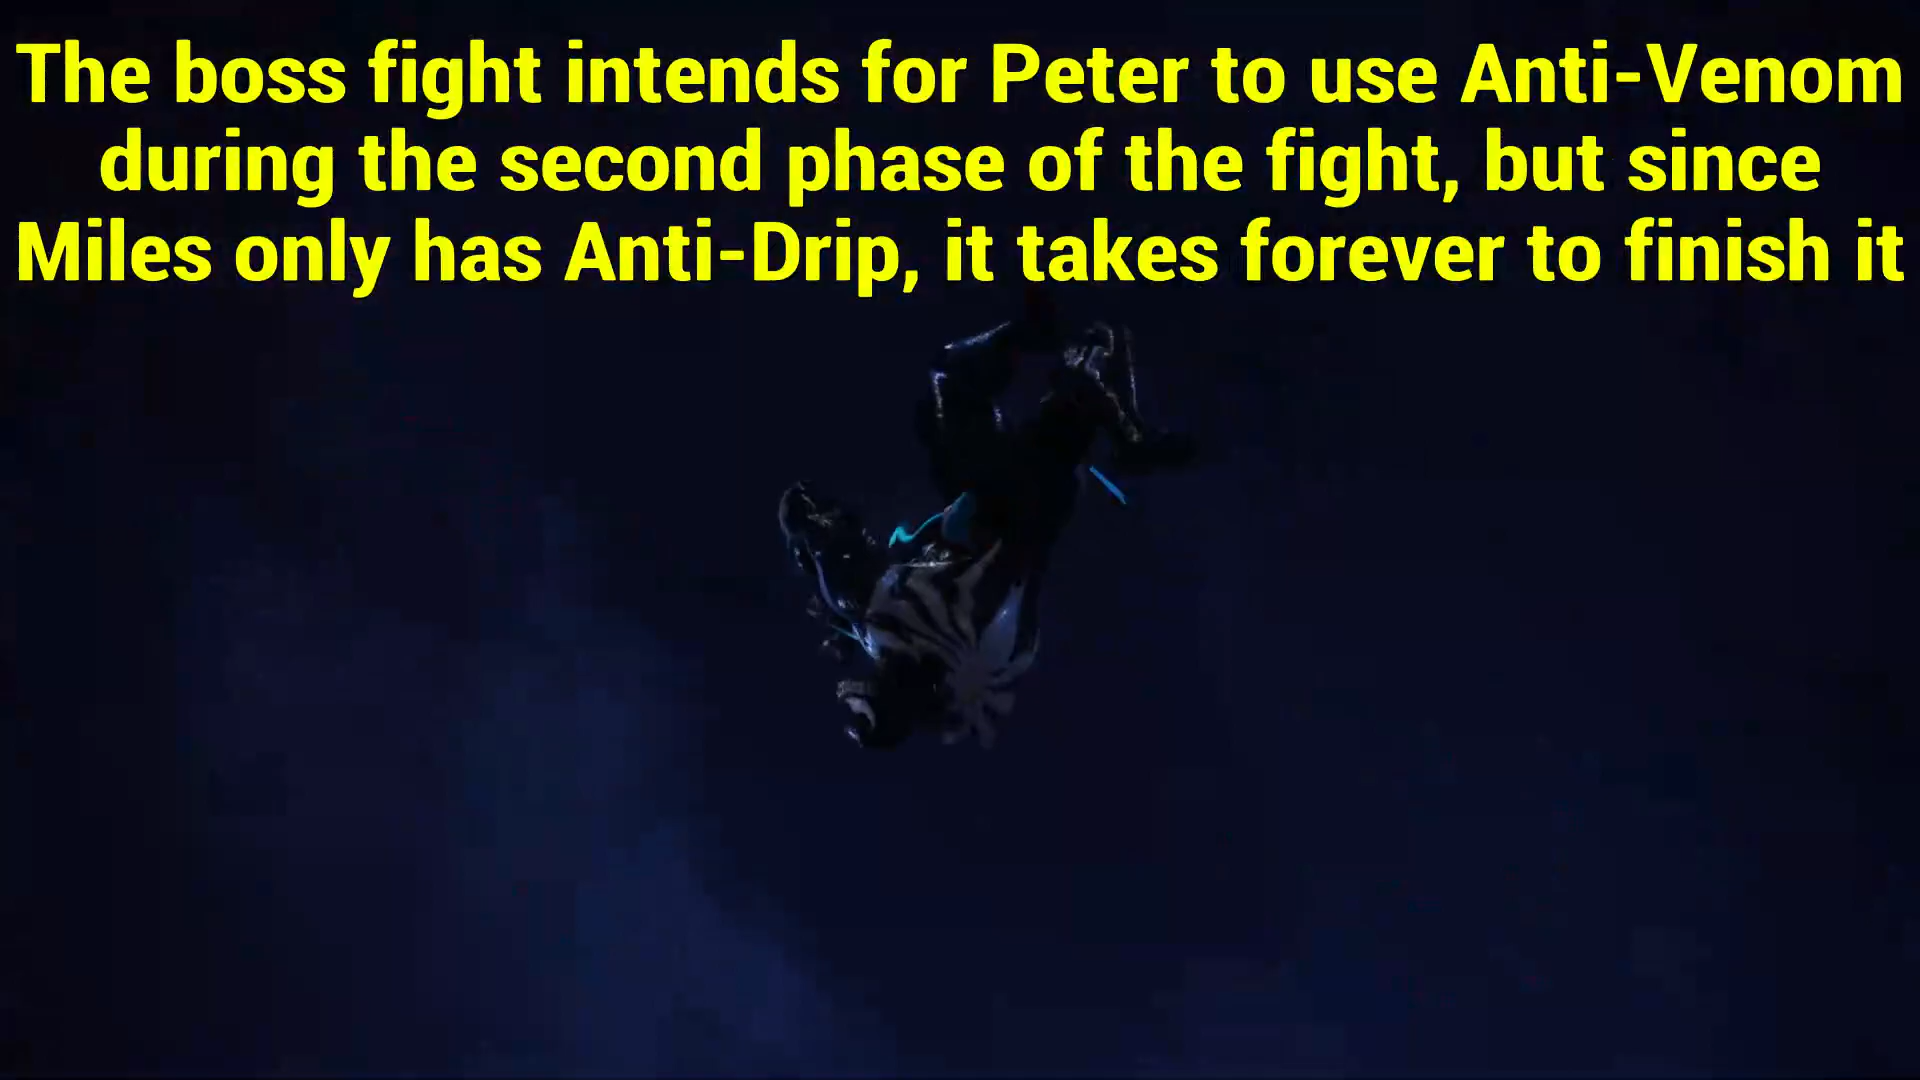 The boss fight intends for Peter to use Anti-Venom
during the second phase of the fight, but since
Miles only has Anti-Drip, it takes forever to finish it